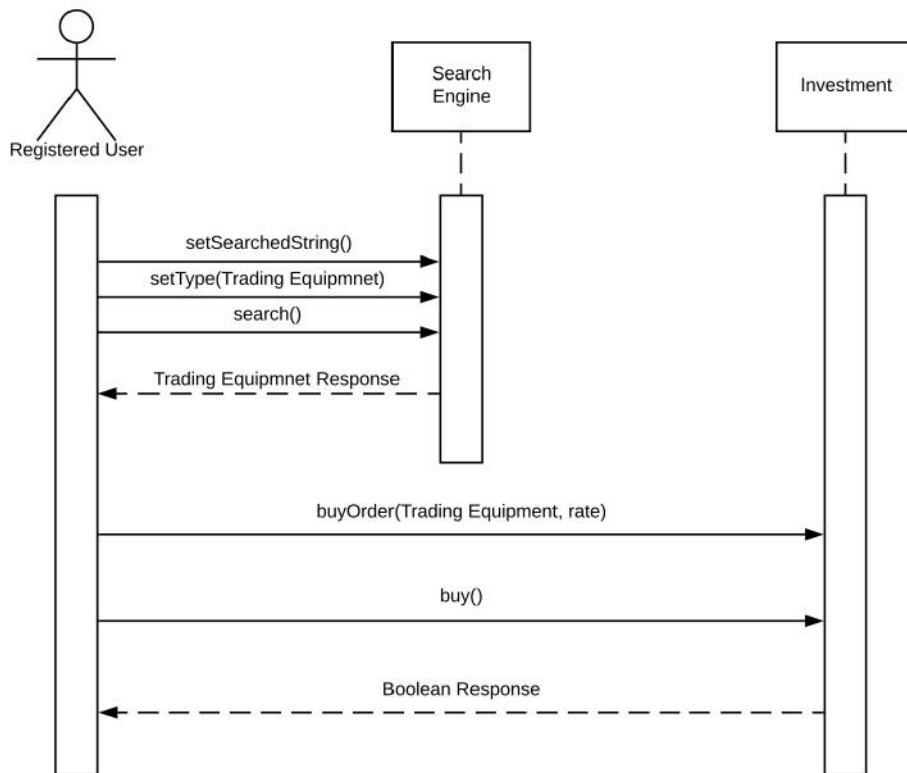 Search
Engine
Investment
Registered User
setSearchedString()
setType(Trading Equipmnet)
search()
Trading Equipmnet Response
buyOrder(Trading Equipment, rate)
buy()
Boolean Response